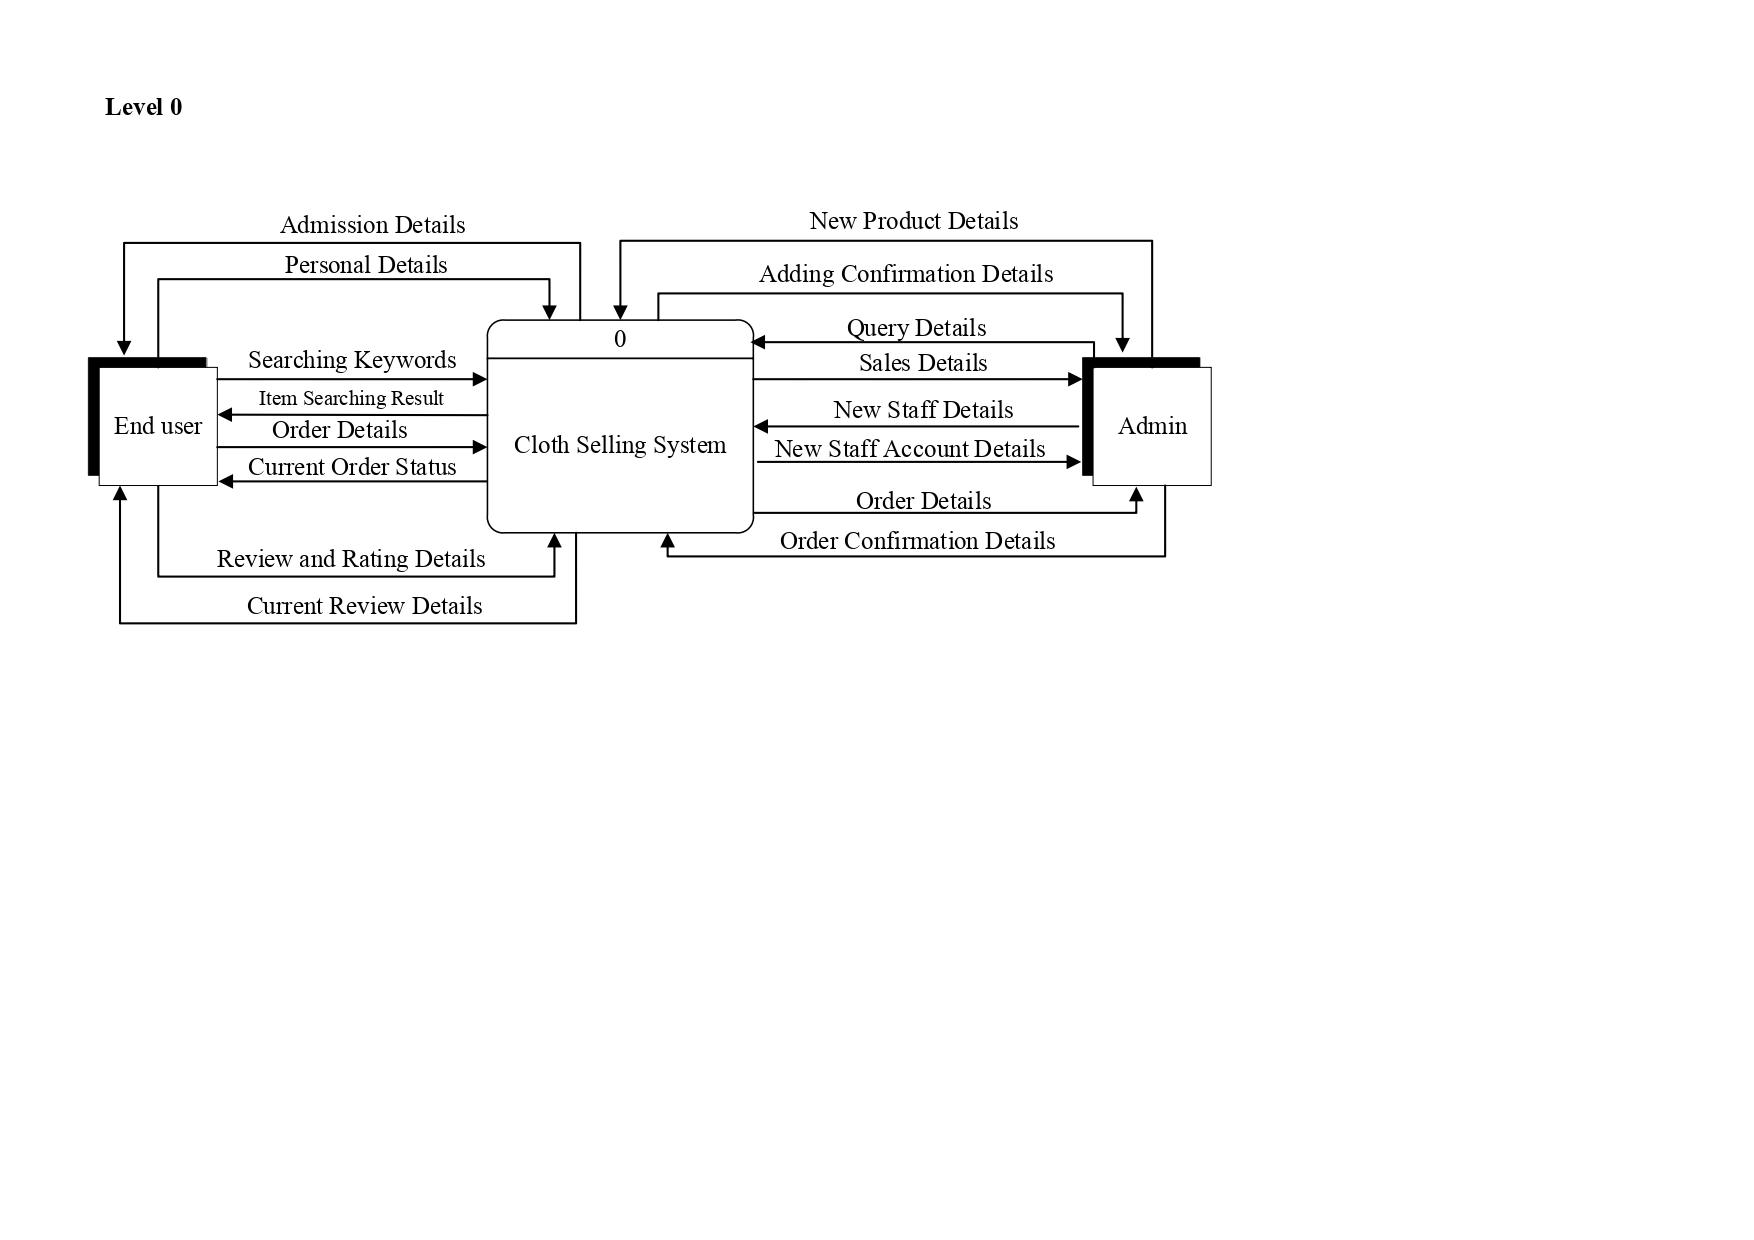 Level 0
Admission Details
New Product Details
Personal Details
Adding Confirmation Details
0
Query Details
Searching Keywords
Sales Details
Item Searching Result
New Staff Details
End user
Order Details
Cloth Selling System
Admin
New Staff Account Details
Current Order Status
Order Details
Order Confirmation Details
Review and Rating Details
Current Review Details